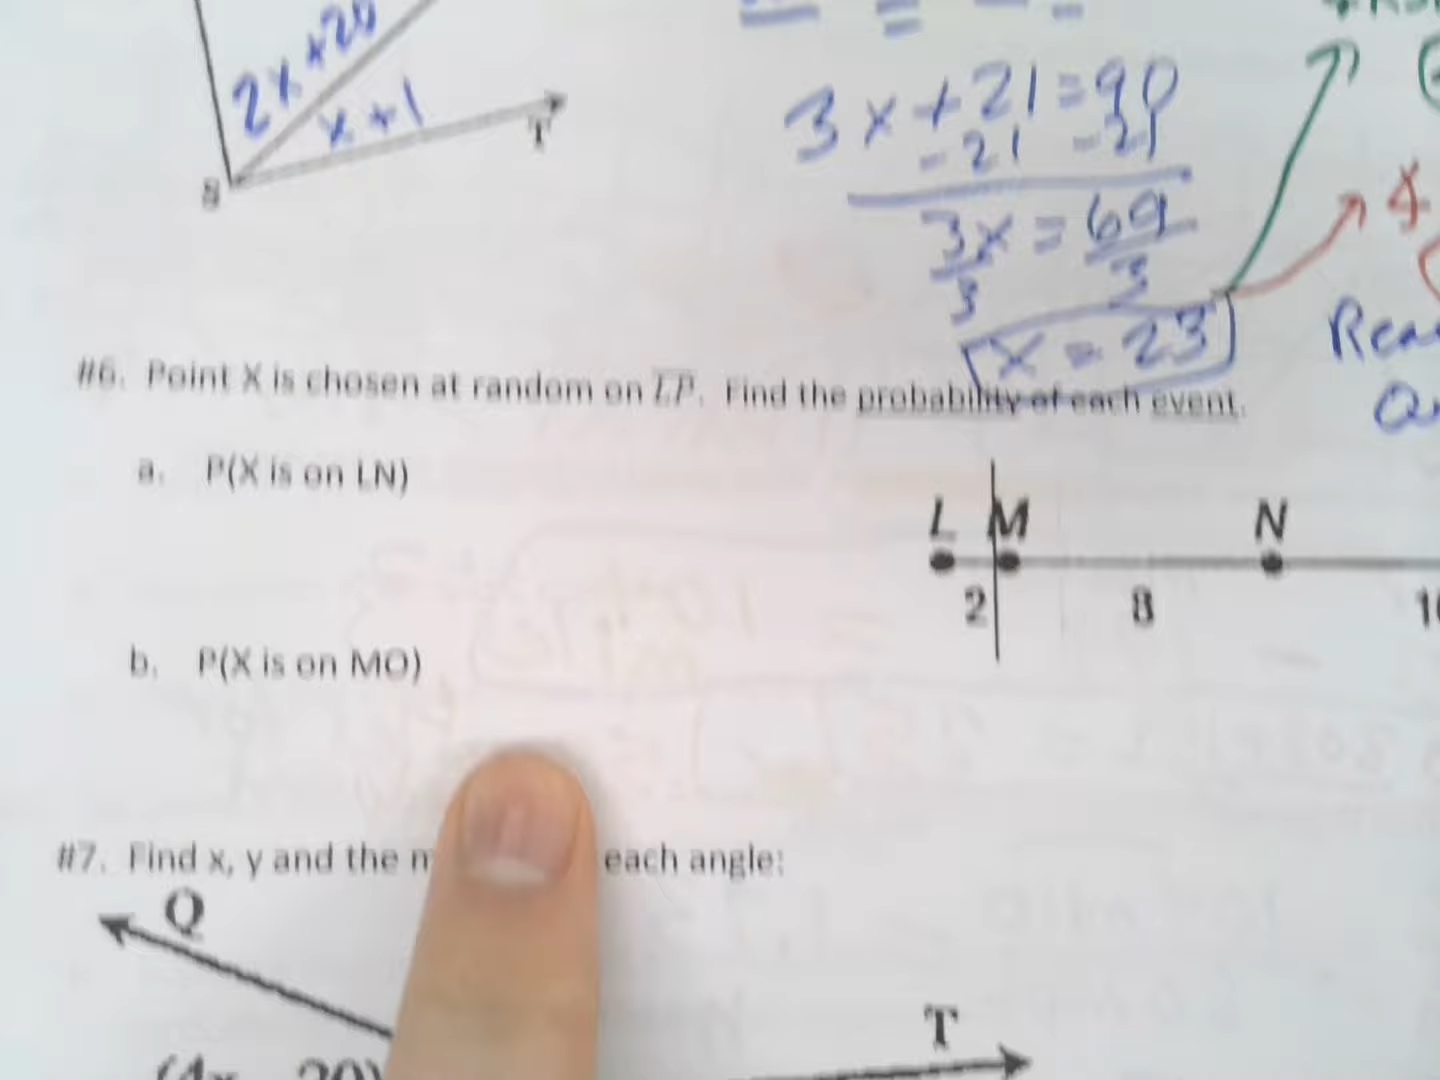 2x+20
x+1
T
S
3x+21=90
-21 -21
3x = 69
3 3
x = 23
#6. Point X is chosen at random on LP. Find the probability of each event.
a. P(X is on LN)
L M N
2 8
b. P(X is on MO)
#7. Find x, y and the each angle:
Q
T